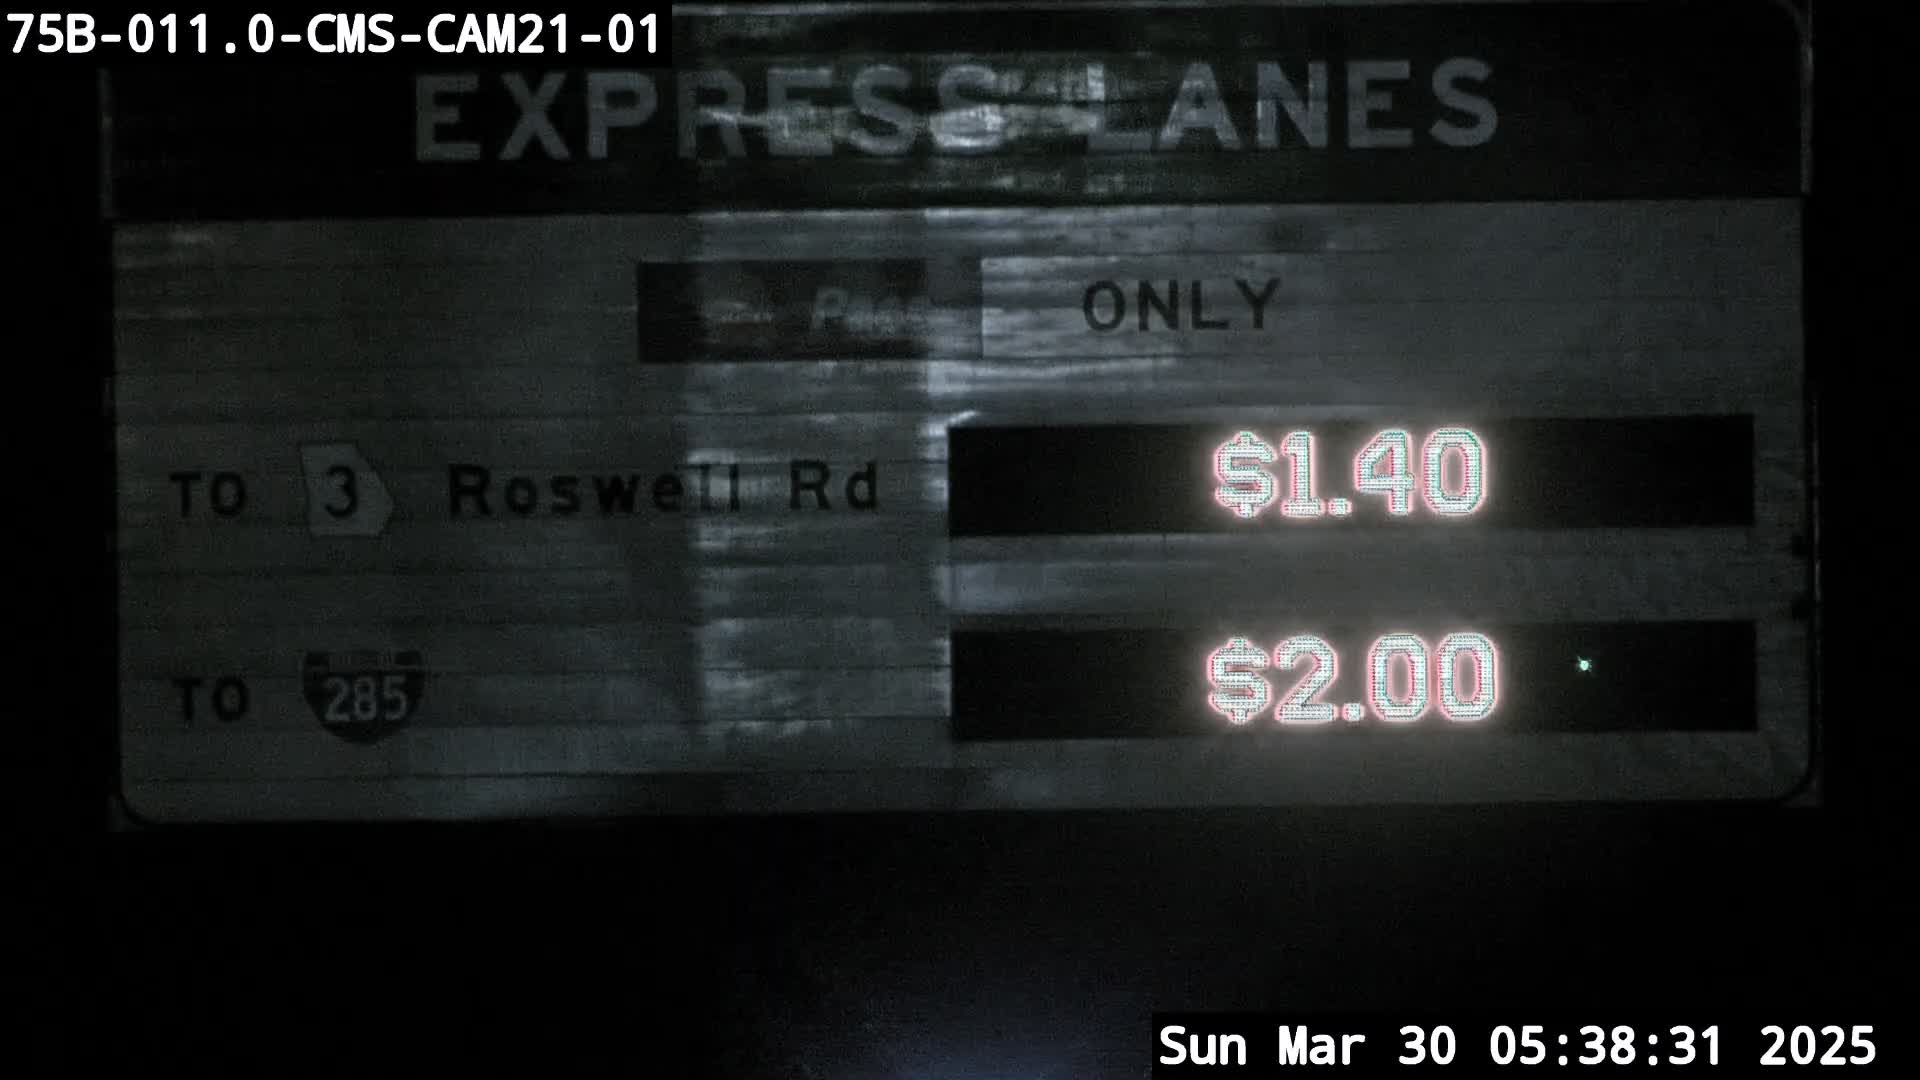 75B-011.0-CMS-CAM21-01
EXPRESS LANES
Pass ONLY
TO 3 Roswell Rd $1.40
TO 285 $2.00
Sun Mar 30 05:38:31 2025